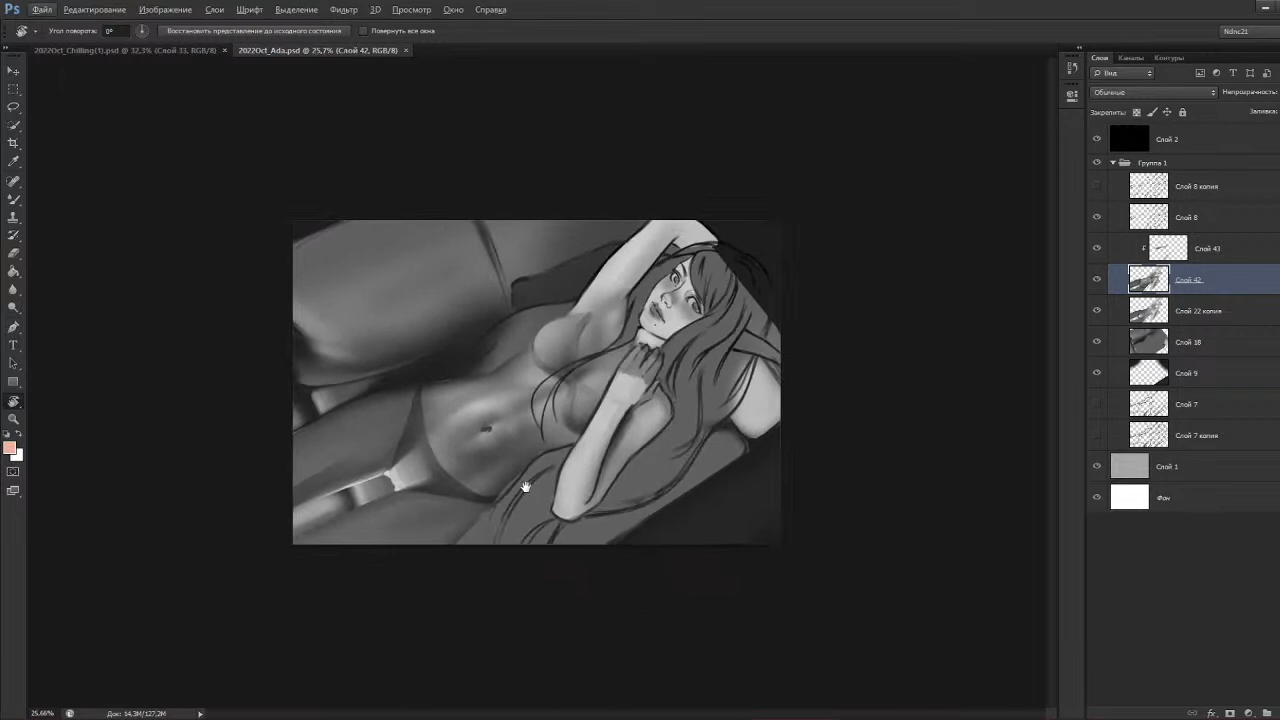 Ps Файл Редактирование Изображение Слои Шрифт Выделение Фильтр 3D Просмотр Окно Справка
Угол поворота: 0° Восстановить представление до исходного состояния Повернуть все окна Ndnc21
2022Oct_Chilling(1).psd @ 32,3% (Слой 33, RGB/8) × 2022Oct_Ada.psd @ 25,7% (Слой 42, RGB/8) ×
Слои Каналы Контуры
Вид
Обычные Непрозрачность:
Закрепить: Заливка:
Слой 2
Группа 1
Слой 8 копия
Слой 8
Слой 43
Слой 42
Слой 22 копия
Слой 18
Слой 9
Слой 7
Слой 7 копия
Слой 1
Фон
25.66% Док: 14,3M/127,2M